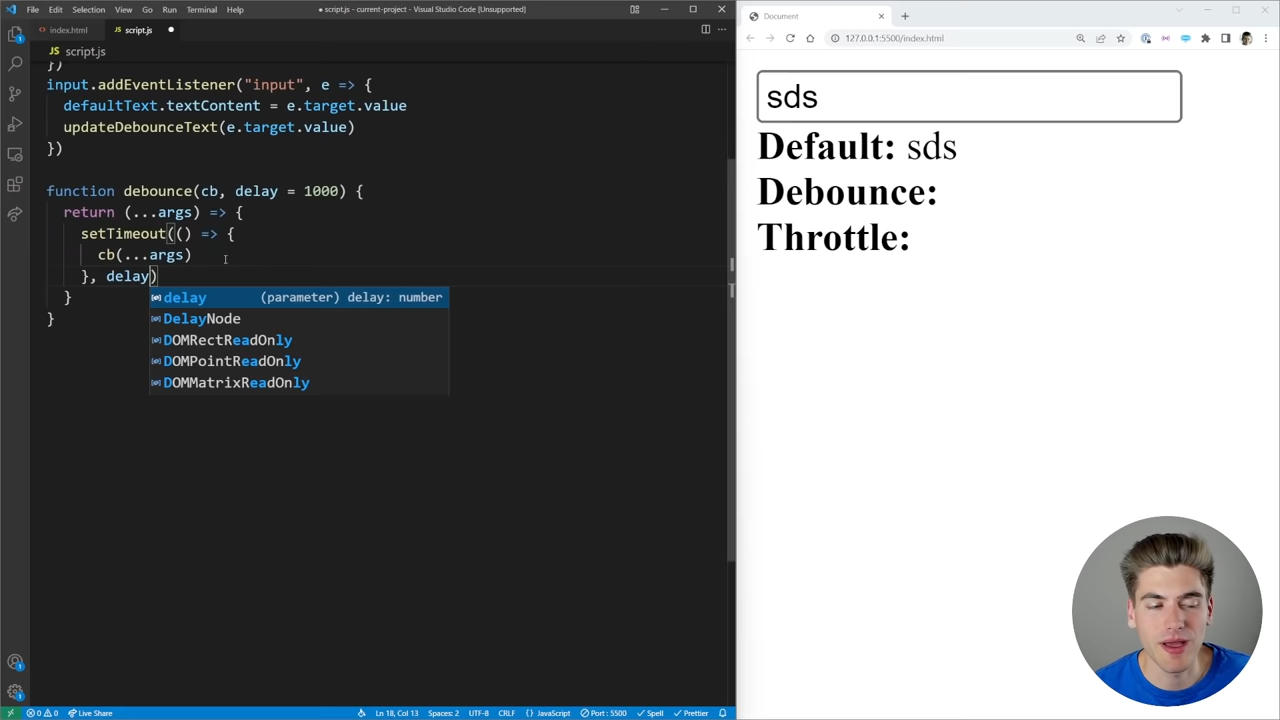 File Edit Selection View Go Run Terminal Help
● script.js - current-project - Visual Studio Code [Unsupported]
index.html
script.js ●
script.js
})
input.addEventListener("input", e => {
defaultText.textContent = e.target.value
updateDebounceText(e.target.value)
})
function debounce(cb, delay = 1000) {
return (...args) => {
setTimeout(() => {
cb(...args)
}, delay)
}
}
delay (parameter) delay: number
DelayNode
DOMRectReadOnly
DOMPointReadOnly
DOMMatrixReadOnly
0 0 Live Share
Ln 18, Col 13 Spaces: 2 UTF-8 CRLF {} JavaScript Port : 5500 Spell Prettier
Document
127.0.0.1:5500/index.html
sds
Default: sds
Debounce:
Throttle: